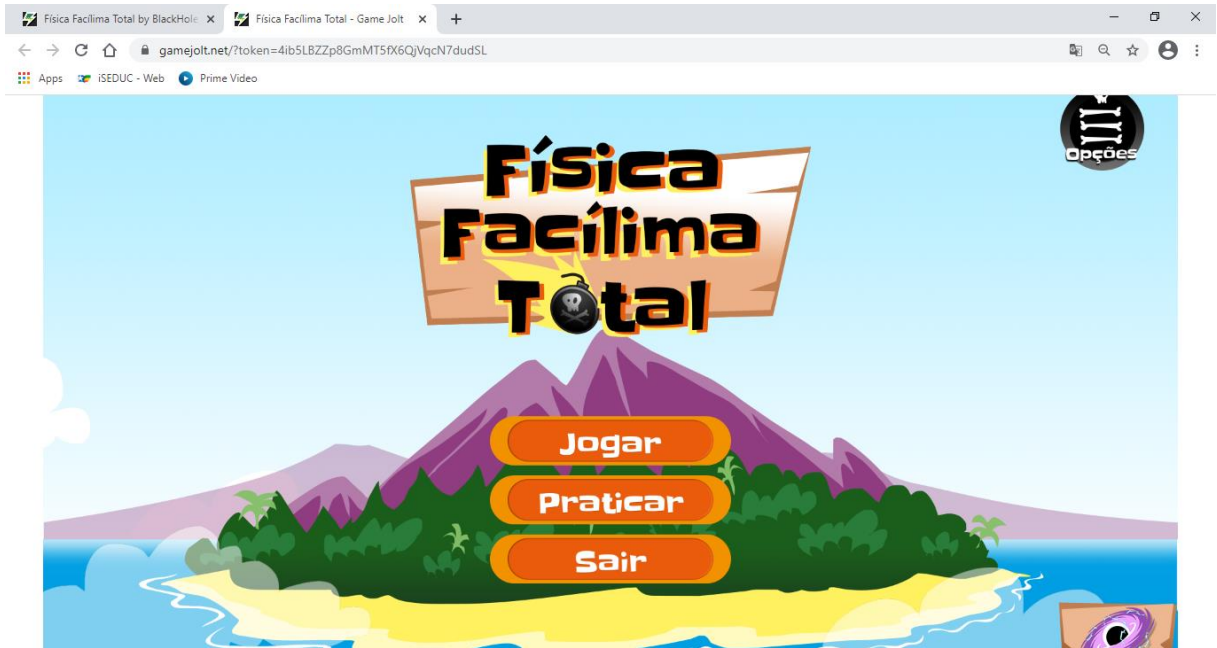 Física Facílima Total by BlackHole
Física Facílima Total - Game Jolt
gamejolt.net/?token=4ib5LBZZp8GmMT5fX6QjVqcN7dudSL
Apps
iSEDUC - Web
Prime Video
Opções
Física
Facílima
Total
Jogar
Praticar
Sair